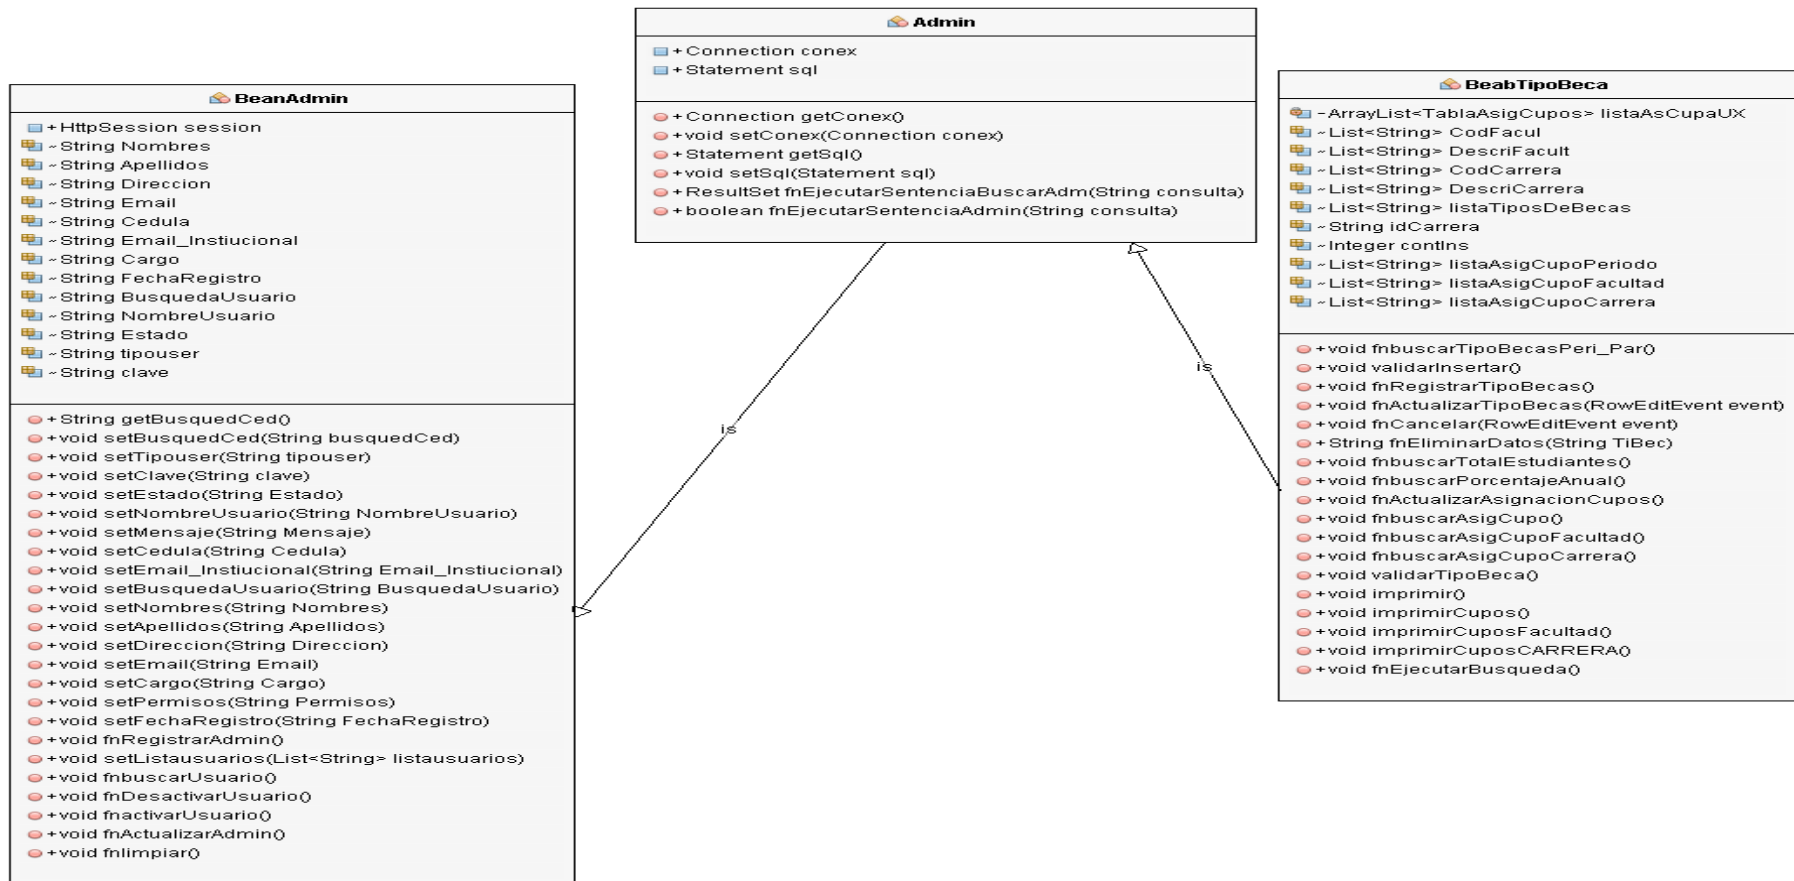 BeanAdmin
+HttpSession session
~String Nombres
~String Apellidos
~String Direccion
~String Email
~String Cedula
~String Email_Instiucional
~String Cargo
~String FechaRegistro
~String BusquedaUsuario
~String NombreUsuario
~String Estado
~String tipouser
~String clave
+String getBusquedCed()
+void setBusquedCed(String busquedCed)
+void setTipouser(String tipouser)
+void setClave(String clave)
+void setEstado(String Estado)
+void setNombreUsuario(String NombreUsuario)
+void setMensaje(String Mensaje)
+void setCedula(String Cedula)
+void setEmail_Instiucional(String Email_Instiucional)
+void setBusquedaUsuario(String BusquedaUsuario)
+void setNombres(String Nombres)
+void setApellidos(String Apellidos)
+void setDireccion(String Direccion)
+void setEmail(String Email)
+void setCargo(String Cargo)
+void setPermisos(String Permisos)
+void setFechaRegistro(String FechaRegistro)
+void fnRegistrarAdmin()
+void setListausuarios(List<String> listausuarios)
+void fnbuscarUsuario()
+void fnDesactivarUsuario()
+void fnactivarUsuario()
+void fnActualizarAdmin()
+void fnlimpiar()
is
Admin
+Connection conex
+Statement sql
+Connection getConex()
+void setConex(Connection conex)
+Statement getSql()
+void setSql(Statement sql)
+ResultSet fnEjecutarSentenciaBuscarAdm(String consulta)
+boolean fnEjecutarSentenciaAdmin(String consulta)
is
BeabTipoBeca
-ArrayList<TablaAsigCupos> listaAsCupaUX
~List<String> CodFacul
~List<String> DescriFacult
~List<String> CodCarrera
~List<String> DescriCarrera
~List<String> listaTiposDeBecas
~String idCarrera
~Integer contIns
~List<String> listaAsigCupoPeriodo
~List<String> listaAsigCupoFacultad
~List<String> listaAsigCupoCarrera
+void fnbuscarTipoBecasPeri_Par()
+void validarInsertar()
+void fnRegistrarTipoBecas()
+void fnActualizarTipoBecas(RowEditEvent event)
+void fnCancelar(RowEditEvent event)
+String fnEliminarDatos(String TiBec)
+void fnbuscarTotalEstudiantes()
+void fnbuscarPorcentajeAnual()
+void fnActualizarAsignacionCupos()
+void fnbuscarAsigCupo()
+void fnbuscarAsigCupoFacultad()
+void fnbuscarAsigCupoCarrera()
+void validarTipoBeca()
+void imprimir()
+void imprimirCupos()
+void imprimirCuposFacultad()
+void imprimirCuposCARRERA()
+void fnEjecutarBusqueda()